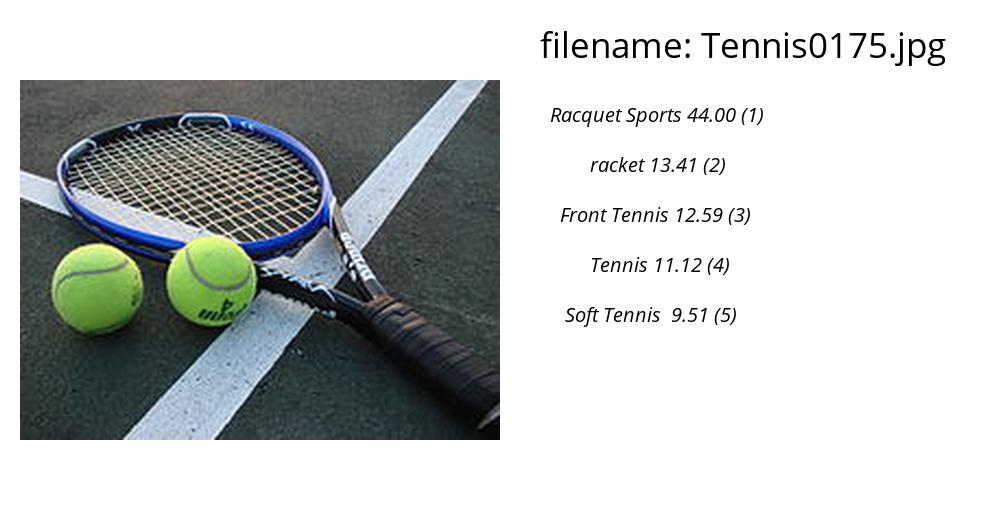 filename: Tennis0175.jpg
Racquet Sports 44.00 (1)
racket 13.41 (2)
Front Tennis 12.59 (3)
Tennis 11.12 (4)
Soft Tennis  9.51 (5)